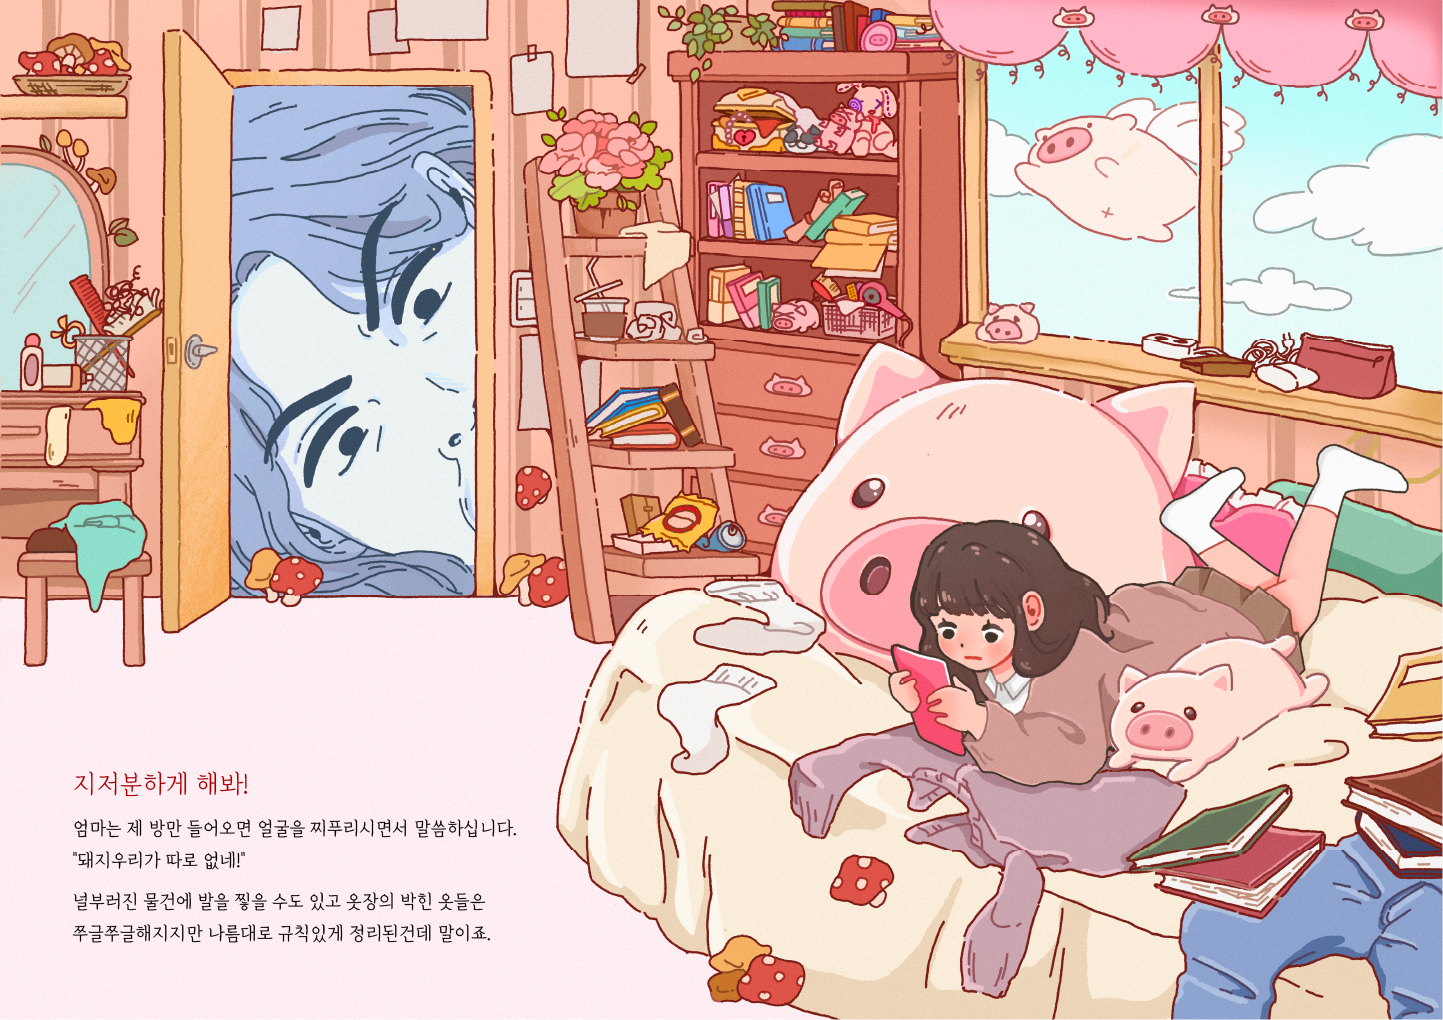 지저분하게 해봐!
엄마는 제 방만 들어오면 얼굴을 찌푸리시면서 말씀하십니다.
"돼지우리가 따로 없네!"
널부러진 물건에 발을 찧을 수도 있고 옷장의 박힌 옷들은
쭈글쭈글해지지만 나름대로 규칙있게 정리된건데 말이죠.